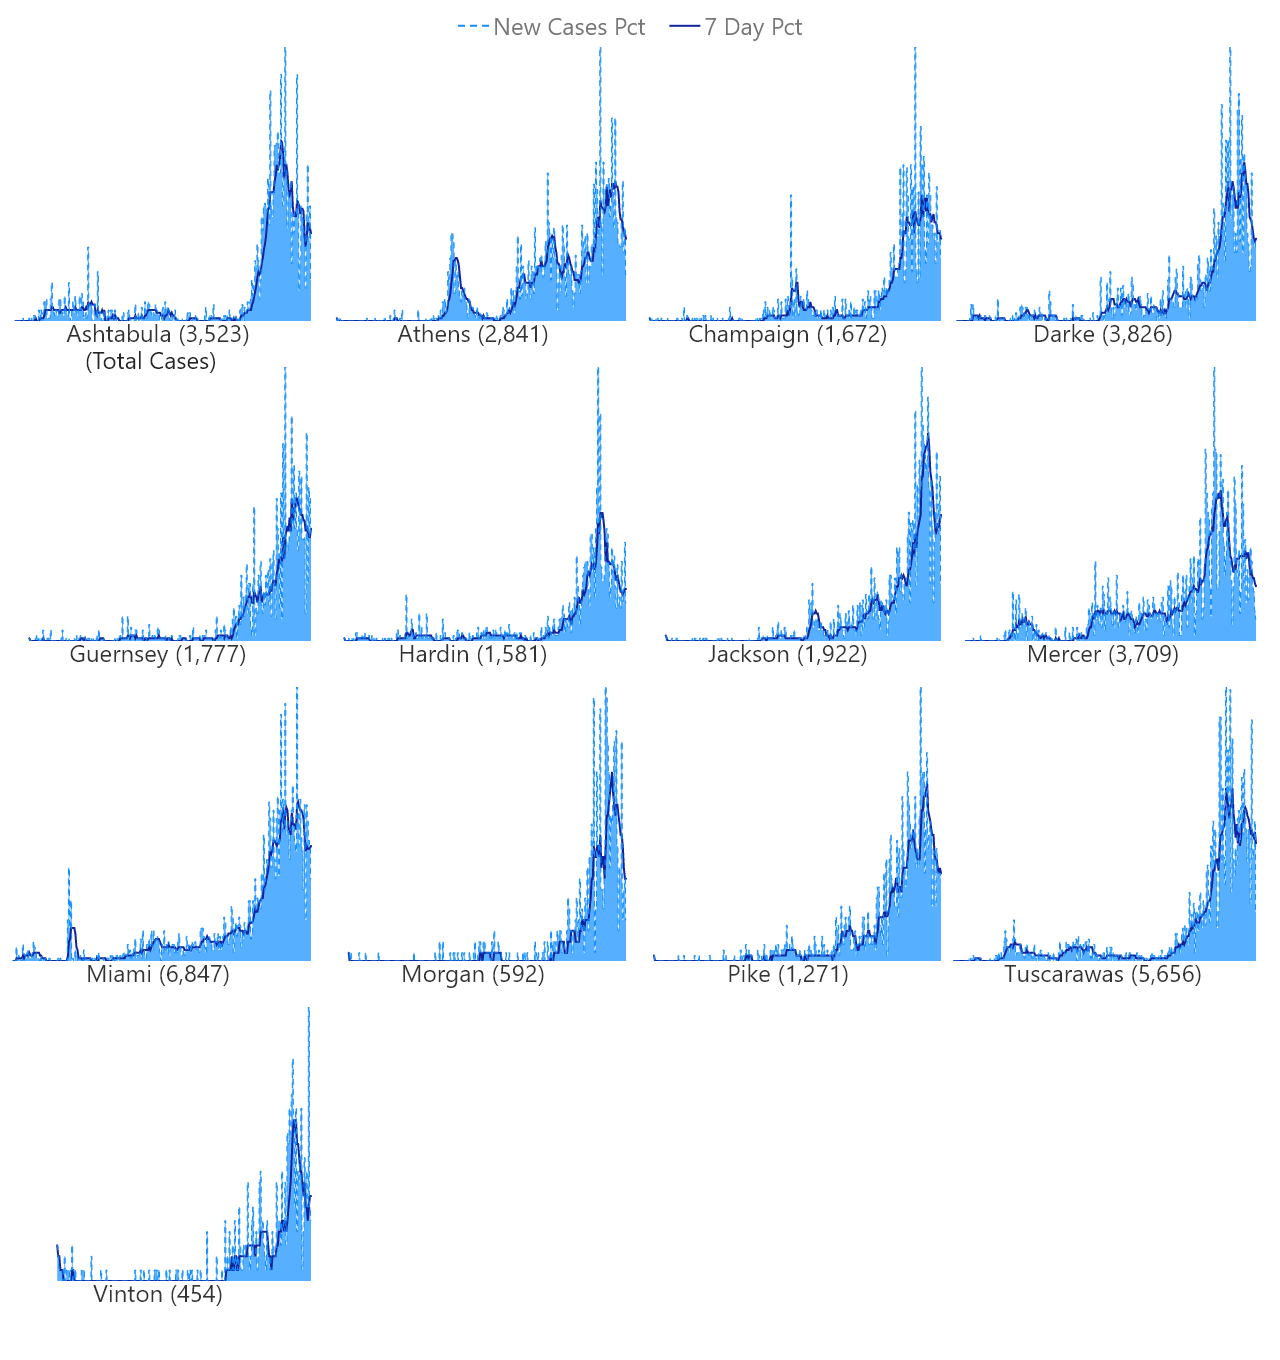 New Cases Pct 7 Day Pct
Ashtabula (3,523) Athens (2,841) Champaign (1,672) Darke (3,826)
(Total Cases)
Guernsey (1,777) Hardin (1,581) Jackson (1,922) Mercer (3,709)
Miami (6,847) Morgan (592) Pike (1,271) Tuscarawas (5,656)
Vinton (454)